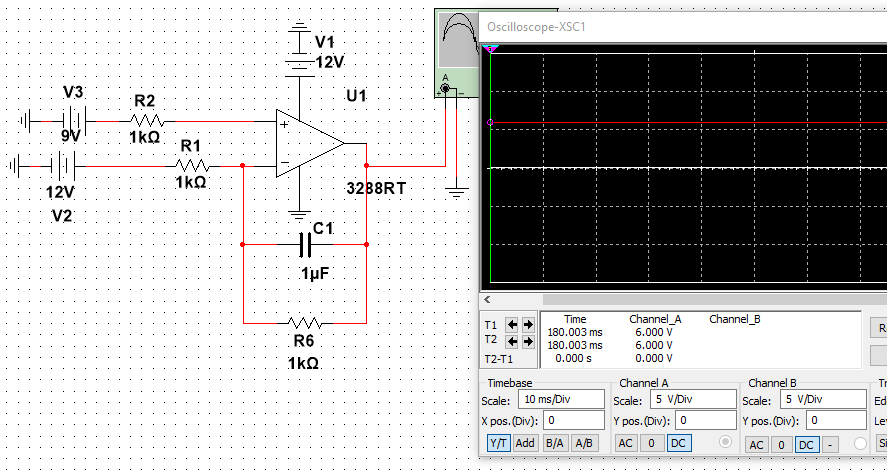 V1
12V
U1
V3
9V
R2
1kΩ
R1
1kΩ
12V
V2
+
−
3288RT
C1
1µF
R6
1kΩ
A
+
−
Oscilloscope-XSC1
T1
T2
T2-T1
Time Channel_A Channel_B
180.003 ms 6.000 V
180.003 ms 6.000 V
0.000 s 0.000 V
R
Timebase
Scale: 10 ms/Div
X pos.(Div): 0
Y/T Add B/A A/B
Channel A
Scale: 5 V/Div
Y pos.(Div): 0
AC 0 DC
Channel B
Scale: 5 V/Div
Y pos.(Div): 0
AC 0 DC -
Tr
Ed
Le
Si